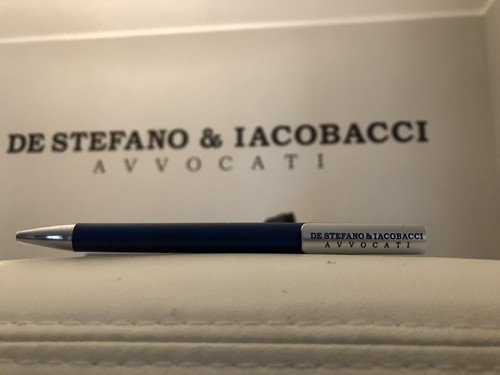 DE STEFANO & IACOBACCI
AVVOCATI
DE STEFANO & IACOBACCI
AVVOCATI